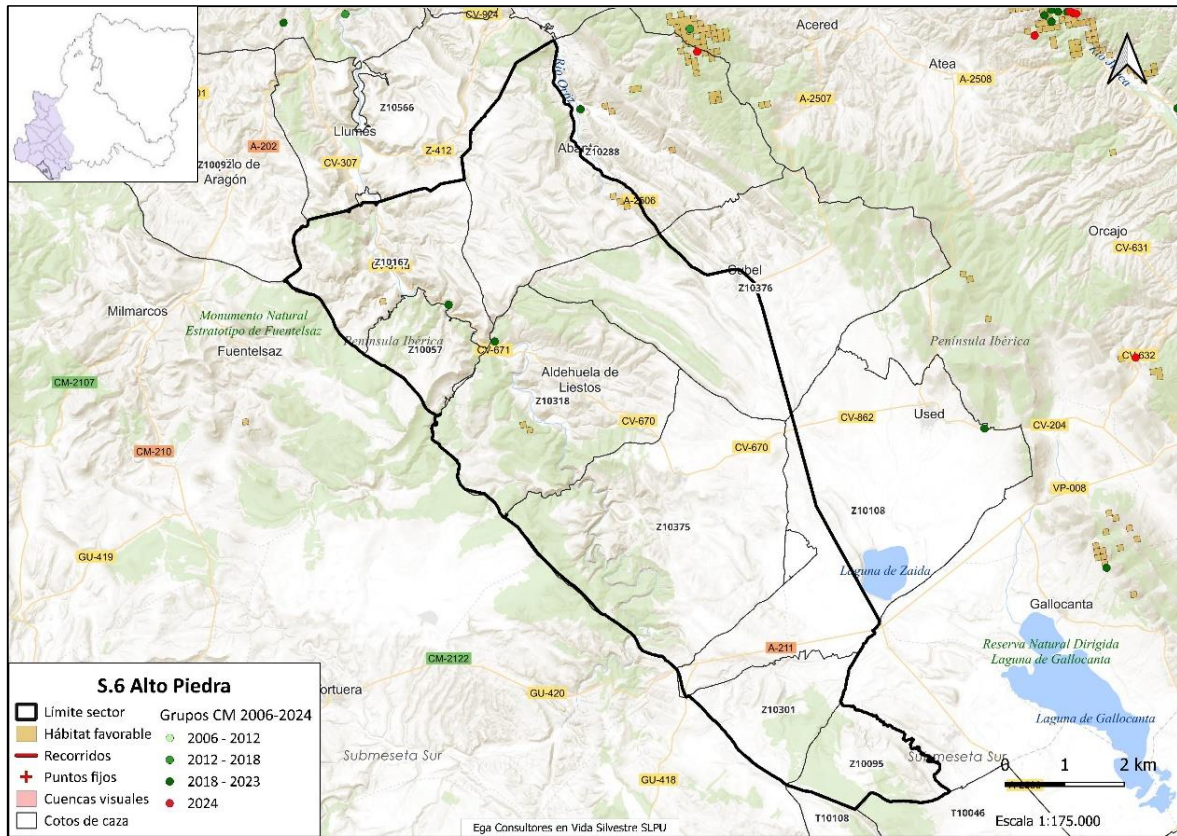 CV-924
Acered
Atea
A-2508
Río Ortiz
Río Jiloca
A-2507
Z10566
Llumes
A-202
Z-412
CV-307
Abanto
Z10288
Aragón
A-2506
Orcajo
CV-631
Cubel
Z10376
Z10167
Milmarcos
Monumento Natural
Estratotipo de Fuentelsaz
Fuentelsaz
Península Ibérica
Z10057
CV-671
Península Ibérica
CV-632
CM-2107
Aldehuela de
Liestos
Z10318
CV-670
CV-862
Used
CV-204
CV-670
CM-210
VP-008
Z10375
Z10108
GU-419
Laguna de Zaida
Gallocanta
A-211
Reserva Natural Dirigida
Laguna de Gallocanta
CM-2122
GU-420
Z10301
Laguna de Gallocanta
Submeseta Sur
Submeseta Sur
GU-418
Z10095
T10108
T10046
S.6 Alto Piedra
Límite sector
Hábitat favorable
Recorridos
Puntos fijos
Cuencas visuales
Cotos de caza
Grupos CM 2006-2024
2006 - 2012
2012 - 2018
2018 - 2023
2024
0 1 2 km
Escala 1:175.000
Ega Consultores en Vida Silvestre SLPU